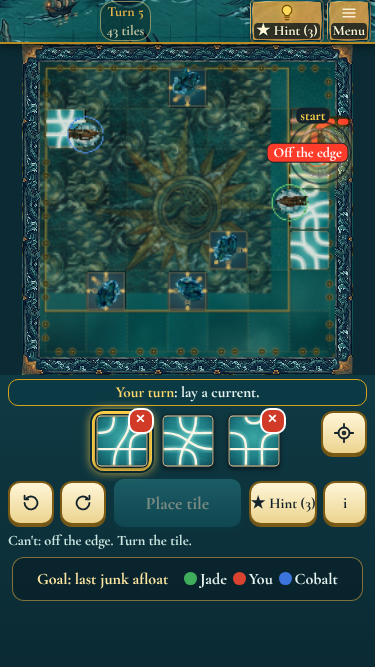 Turn 5
43 tiles
★ Hint (3)
Menu
start
Off the edge
Your turn: lay a current.
Place tile
★ Hint (3)
i
Can't: off the edge. Turn the tile.
Goal: last junk afloat
Jade
You
Cobalt